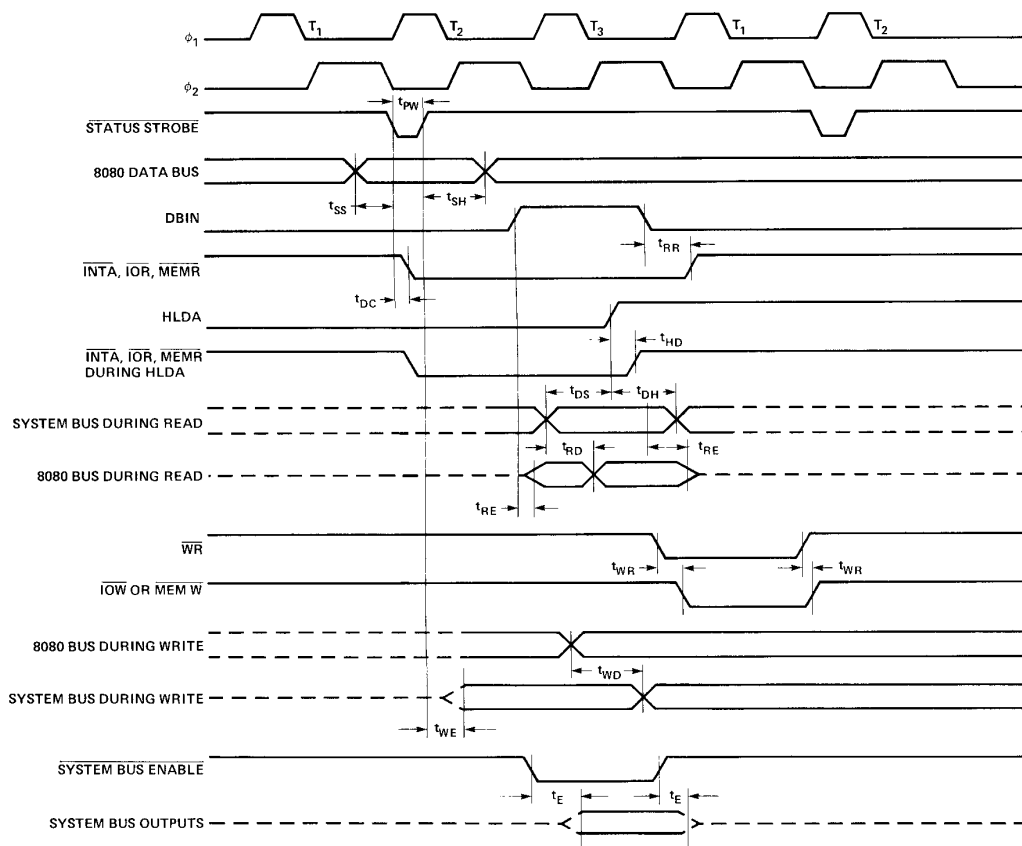 T1 T2 T3 T1 T2
ϕ1
ϕ2
tPW
STATUS STROBE
8080 DATA BUS
tSS tSH
DBIN
tRR
INTA, IOR, MEMR
tDC
HLDA
tHD
INTA, IOR, MEMR
DURING HLDA
tDS tDH
SYSTEM BUS DURING READ
tRD tRE
8080 BUS DURING READ
tRE
WR
tWR tWR
IOW OR MEM W
8080 BUS DURING WRITE
tWD
SYSTEM BUS DURING WRITE
tWE
SYSTEM BUS ENABLE
tE tE
SYSTEM BUS OUTPUTS